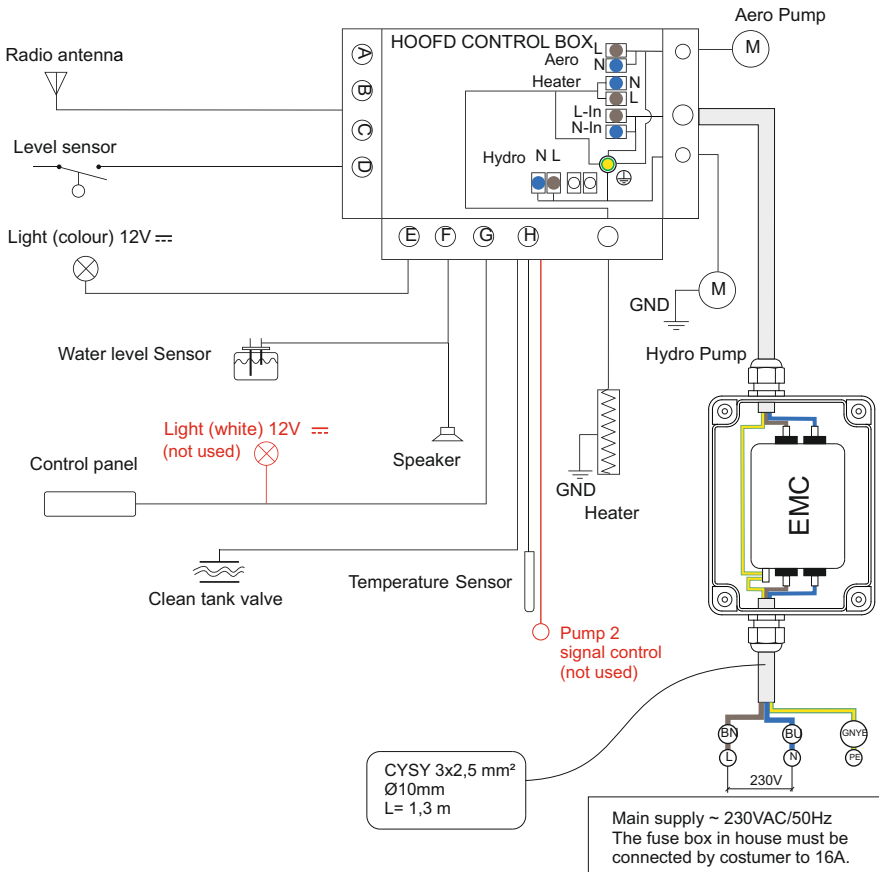 Aero Pump
HOOFD CONTROL BOX
L
Aero
N
M
A
Radio antenna
Heater
N
B
L
L-In
N-In
C
Level sensor
Hydro N L
D
Light (colour) 12V
E
F
G
H
M
GND
Water level Sensor
Hydro Pump
Light (white) 12V
(not used)
Speaker
Control panel
GND
Heater
EMC
Temperature Sensor
Clean tank valve
Pump 2
signal control
(not used)
BN
BU
GNYE
L
N
PE
230V
CYSY 3x2,5 mm²
Ø10mm
L= 1,3 m
Main supply ~ 230VAC/50Hz
The fuse box in house must be
connected by costumer to 16A.